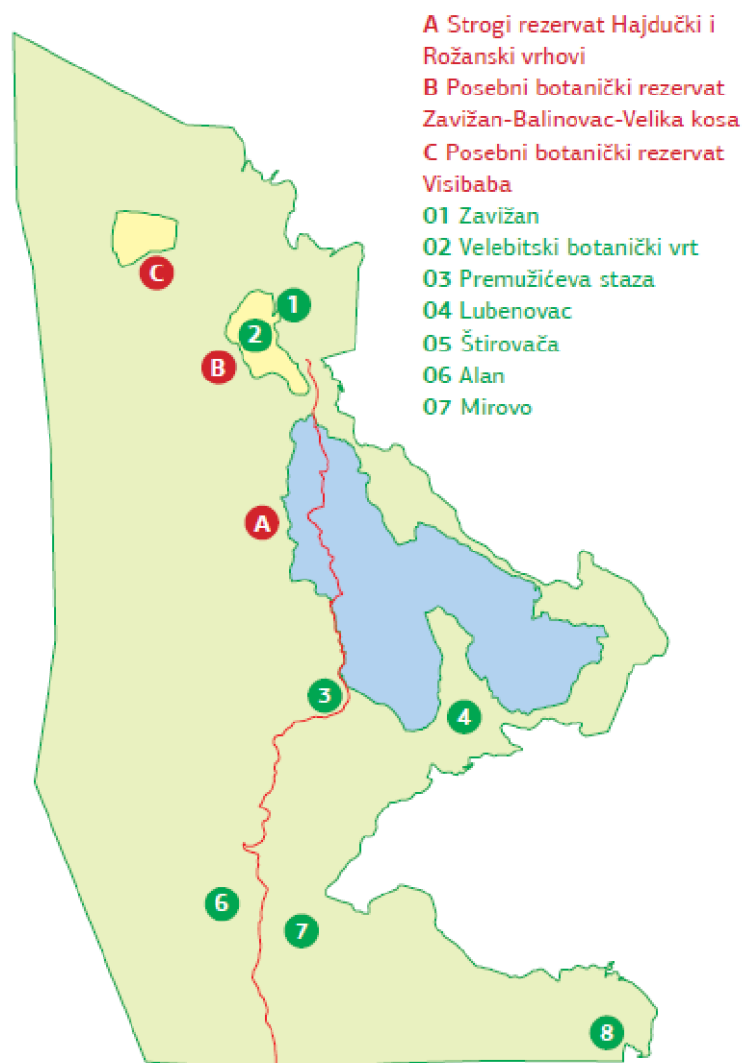 A Strogi rezervat Hajdučki i
Rožanski vrhovi
B Posebni botanički rezervat
Zavižan-Balinovac-Velika kosa
C Posebni botanički rezervat
Visibaba
01 Zavižan
02 Velebitski botanički vrt
03 Premužićeva staza
04 Lubenovac
05 Štirovača
06 Alan
07 Mirovo
C
1
2
B
A
3
4
6
7
8